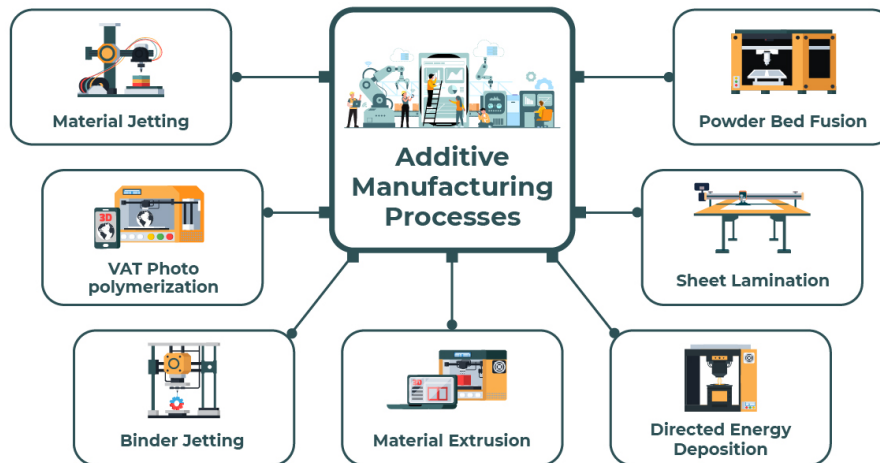 Additive
Manufacturing
Processes
Material Jetting
Powder Bed Fusion
3D
VAT Photo
polymerization
Sheet Lamination
Binder Jetting
Material Extrusion
Directed Energy
Deposition